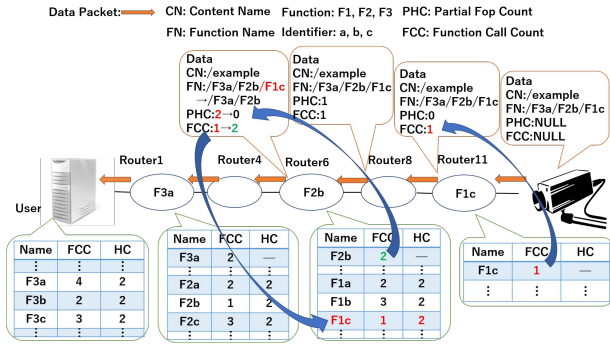 Data Packet: CN: Content Name Function: F1, F2, F3 PHC: Partial Fop Count
FN: Function Name Identifier: a, b, c FCC: Function Call Count
Data
CN:/example
FN:/F3a/F2b/F1c
→/F3a/F2b
PHC:2→0
FCC:1→2
Data
CN:/example
FN:/F3a/F2b/F1c
PHC:1
FCC:1
Data
CN:/example
FN:/F3a/F2b/F1c
PHC:0
FCC:1
Data
CN:/example
FN:/F3a/F2b/F1c
PHC:NULL
FCC:NULL
Router1
Router4
Router6
Router8
Router11
User
F3a
F2b
F1c
Name FCC HC
⋮ ⋮ ⋮
F3a 4 2
F3b 2 2
F3c 3 2
⋮ ⋮ ⋮
Name FCC HC
F3a 2 —
⋮ ⋮ ⋮
F2a 2 2
F2b 1 2
F2c 3 2
⋮ ⋮ ⋮
Name FCC HC
F2b 2 —
⋮ ⋮ ⋮
F1a 2 2
F1b 3 2
F1c 1 2
⋮ ⋮ ⋮
Name FCC HC
F1c 1 —
⋮ ⋮ ⋮